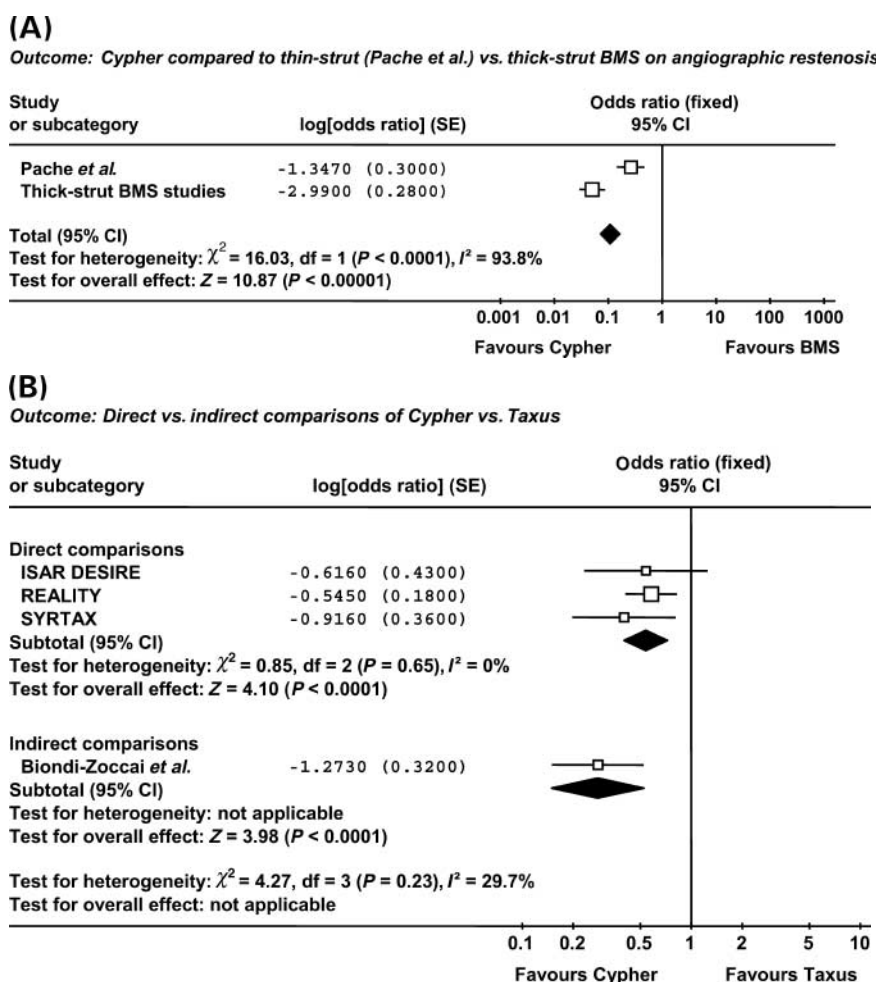 (A)
Outcome: Cypher compared to thin-strut (Pache et al.) vs. thick-strut BMS on angiographic restenosis
Study Odds ratio (fixed)
or subcategory log[odds ratio] (SE) 95% CI
Pache et al. -1.3470 (0.3000)
Thick-strut BMS studies -2.9900 (0.2800)
Total (95% CI)
Test for heterogeneity: χ² = 16.03, df = 1 (P < 0.0001), I² = 93.8%
Test for overall effect: Z = 10.87 (P < 0.00001)
0.001 0.01 0.1 1 10 100 1000
Favours Cypher Favours BMS
(B)
Outcome: Direct vs. indirect comparisons of Cypher vs. Taxus
Study Odds ratio (fixed)
or subcategory log[odds ratio] (SE) 95% CI
Direct comparisons
ISAR DESIRE -0.6160 (0.4300)
REALITY -0.5450 (0.1800)
SYRTAX -0.9160 (0.3600)
Subtotal (95% CI)
Test for heterogeneity: χ² = 0.85, df = 2 (P = 0.65), I² = 0%
Test for overall effect: Z = 4.10 (P < 0.0001)
Indirect comparisons
Biondi-Zoccai et al. -1.2730 (0.3200)
Subtotal (95% CI)
Test for heterogeneity: not applicable
Test for overall effect: Z = 3.98 (P < 0.0001)
Test for heterogeneity: χ² = 4.27, df = 3 (P = 0.23), I² = 29.7%
Test for overall effect: not applicable
0.1 0.2 0.5 1 2 5 10
Favours Cypher Favours Taxus